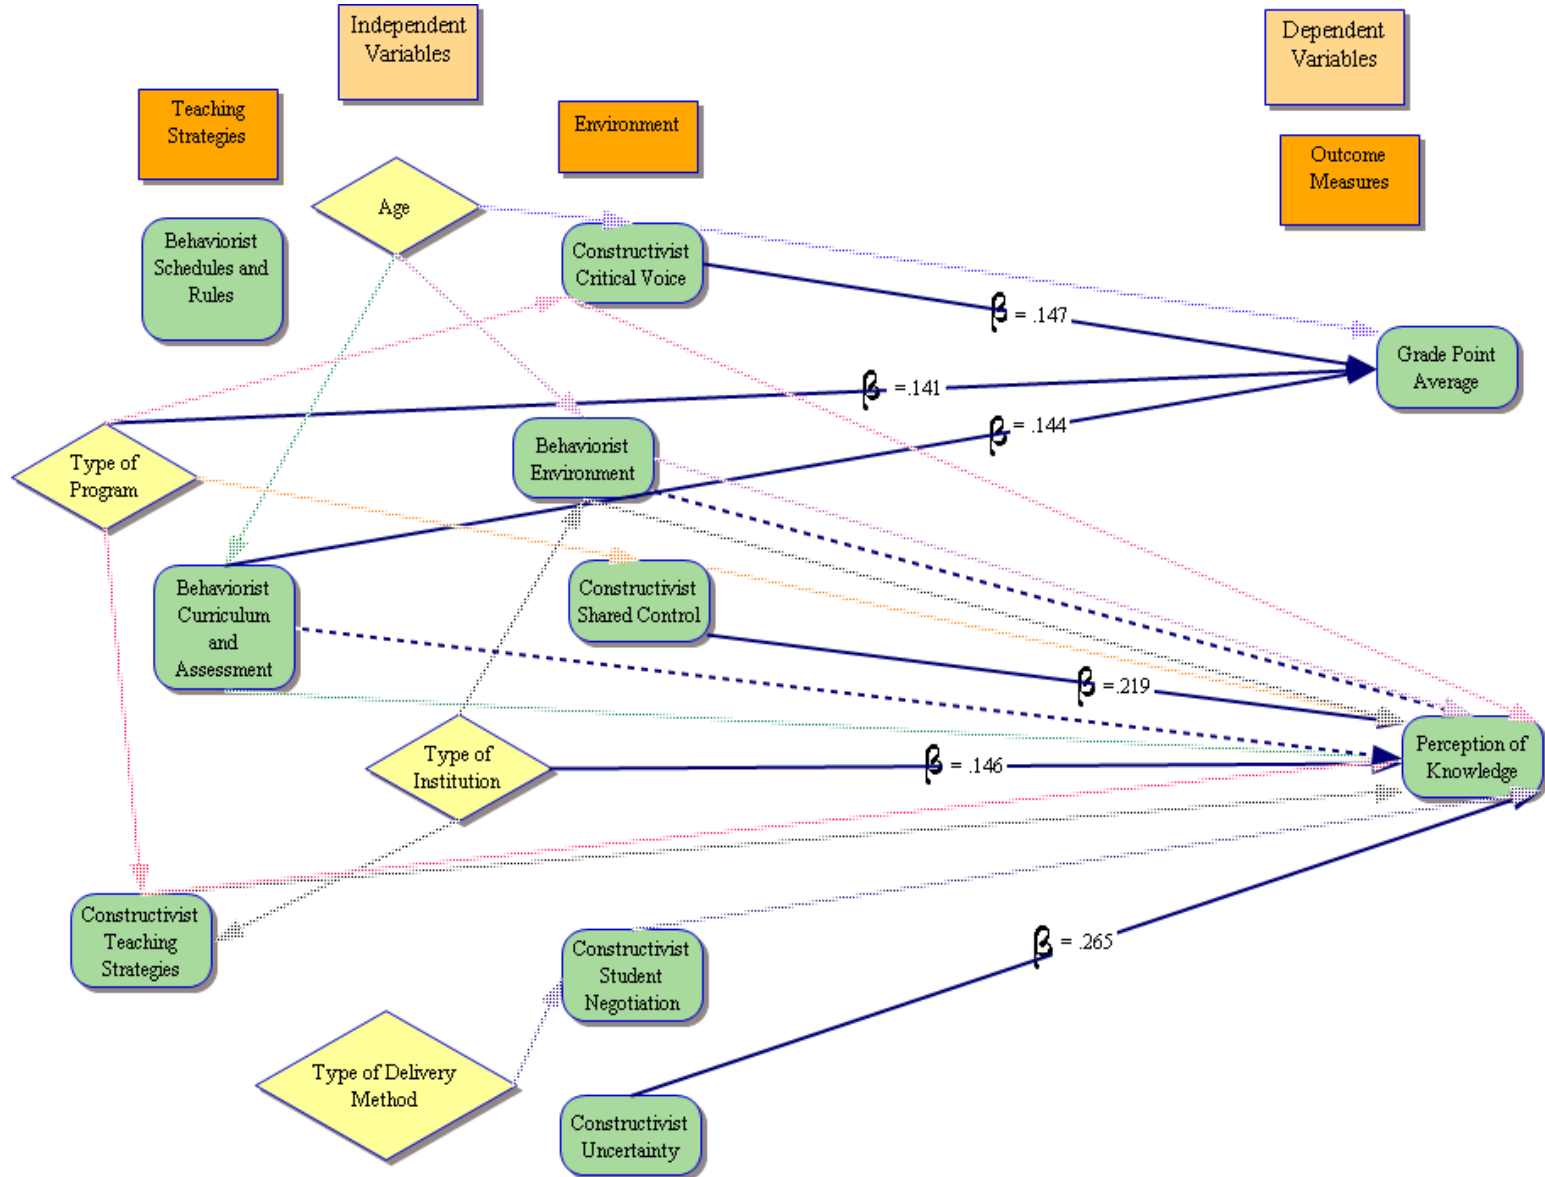 Independent
Variables
Dependent
Variables
Teaching
Strategies
Environment
Outcome
Measures
Age
Behaviorist
Schedules and
Rules
Constructivist
Critical Voice
β = .147
Grade Point
Average
β =.141
β = .144
Type of
Program
Behaviorist
Environment
Behaviorist
Curriculum
and
Assessment
Constructivist
Shared Control
β =.219
Type of
Institution
β = .146
Perception of
Knowledge
Constructivist
Teaching
Strategies
Constructivist
Student
Negotiation
β = .265
Type of Delivery
Method
Constructivist
Uncertainty